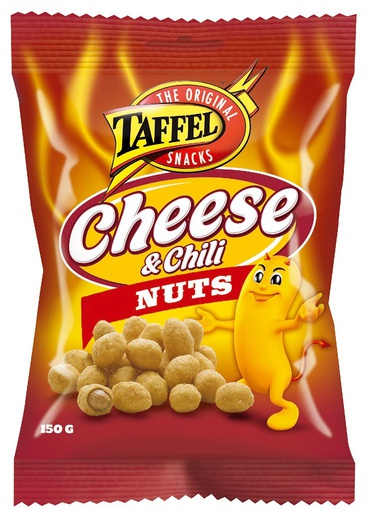 THE ORIGINAL
TAFFEL
SNACKS
Cheese
& Chili
NUTS
150 G